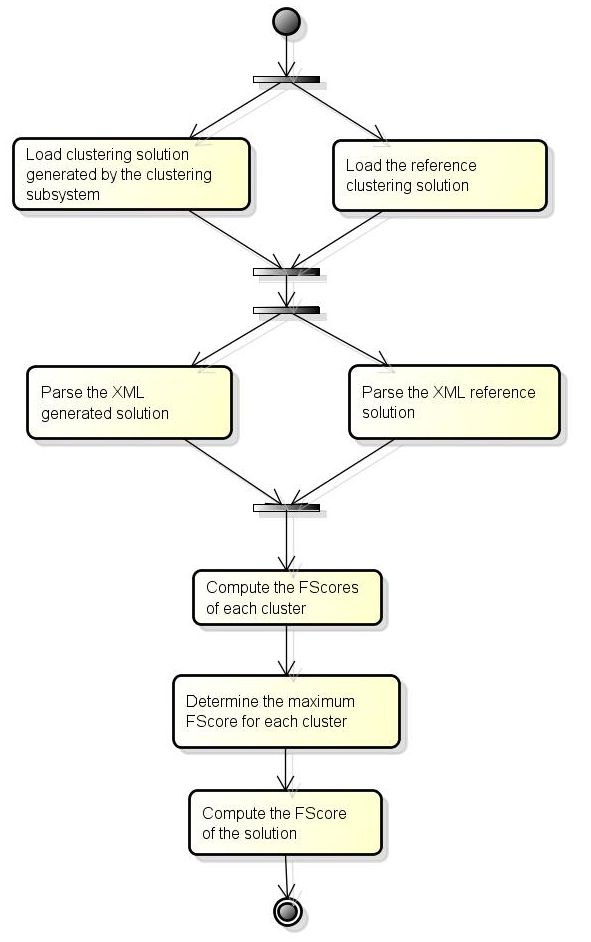 Load clustering solution
generated by the clustering
subsystem
Load the reference
clustering solution
Parse the XML
generated solution
Parse the XML reference
solution
Compute the FScores
of each cluster
Determine the maximum
FScore for each cluster
Compute the FScore
of the solution